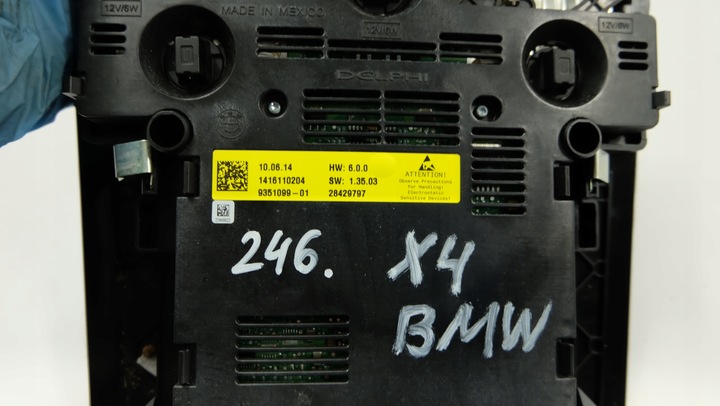 12V/6W
MADE IN MEXICO
12V/6W
12V/6W
DELPHI
10.06.14 HW: 6.0.0
1416110204 SW: 1.35.03
9351099-01 28429797
ATTENTION!
Observe Precautions
for Handling:
Electrostatic
Sensitive Devices!
246. X4
BMW